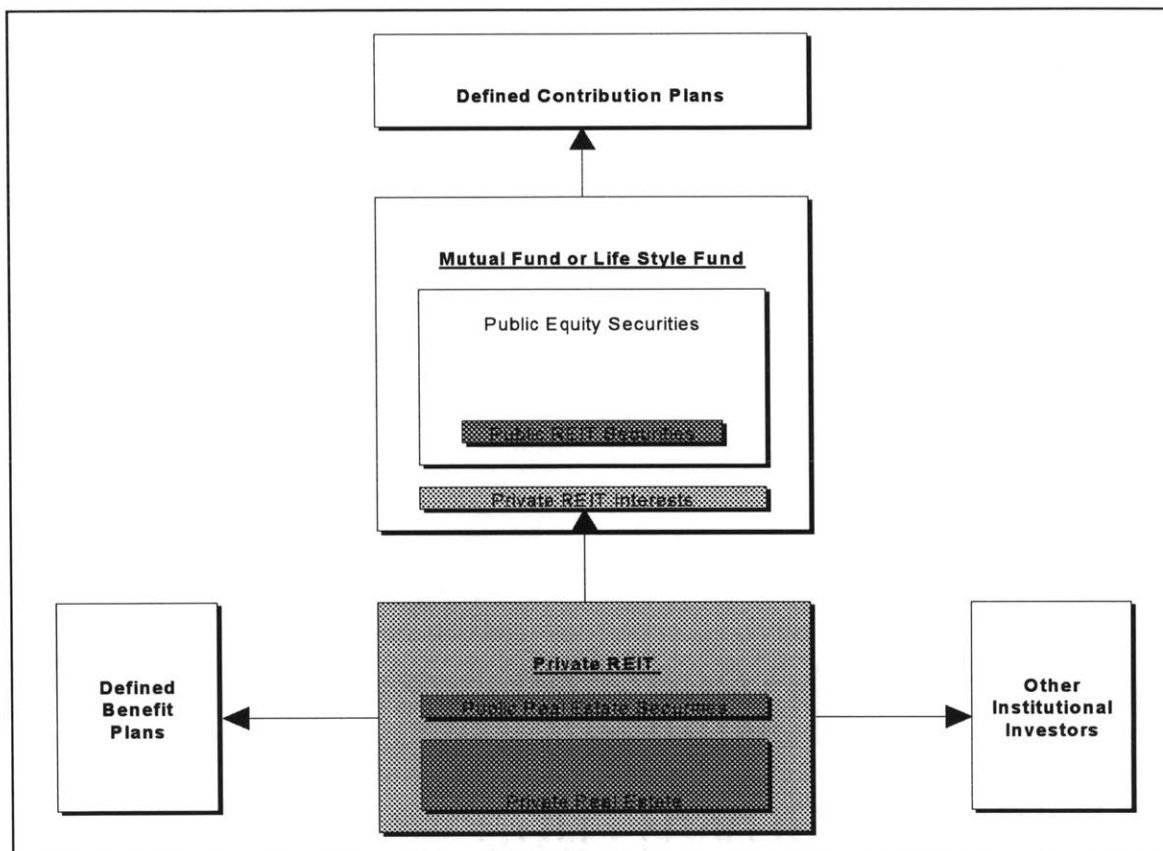 Defined Contribution Plans
Mutual Fund or Life Style Fund
Public Equity Securities
Public REIT Securities
Private REIT Interests
Private REIT
Public Real Estate Securities
Private Real Estate
Defined
Benefit
Plans
Other
Institutional
Investors